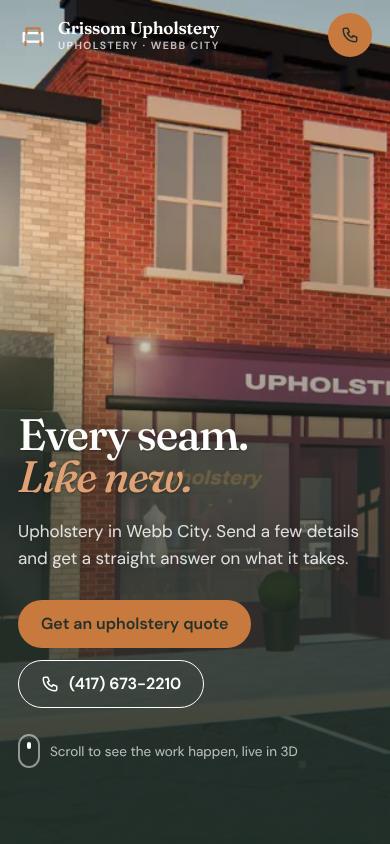 Grissom Upholstery
UPHOLSTERY · WEBB CITY
UPHOLST
Every seam.
Like new.
holstery
Upholstery in Webb City. Send a few details
and get a straight answer on what it takes.
Get an upholstery quote
(417) 673-2210
Scroll to see the work happen, live in 3D